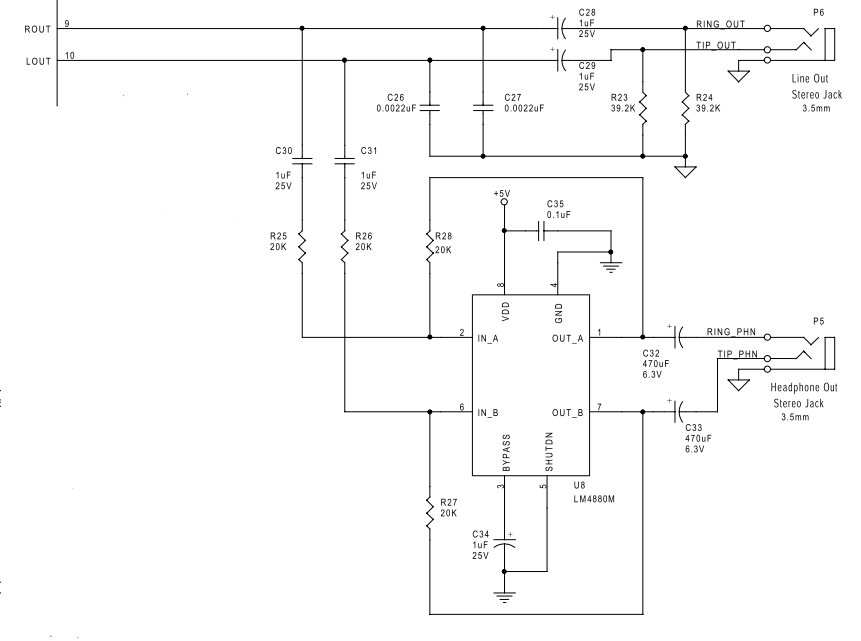 ROUT 9
LOUT 10
C28
1uF
25V
RING_OUT
P6
TIP_OUT
C29
1uF
25V
Line Out
Stereo Jack
3.5mm
C26
0.0022uF
C27
0.0022uF
R23
39.2K
R24
39.2K
C30
1uF
25V
C31
1uF
25V
+5V
C35
0.1uF
R25
20K
R26
20K
R28
20K
8
VDD
4
GND
2 IN_A
OUT_A 1
C32
470uF
6.3V
RING_PHN
P5
TIP_PHN
Headphone Out
Stereo Jack
3.5mm
6 IN_B
OUT_B 7
C33
470uF
6.3V
BYPASS
3
SHUTDN
5
U8
LM4880M
R27
20K
C34
1uF
25V